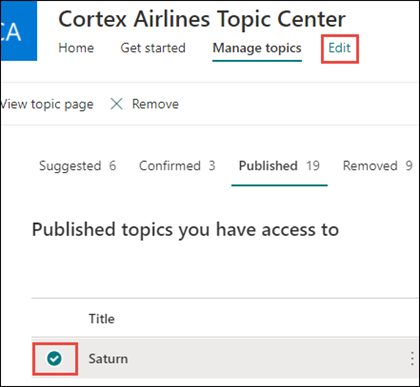 CA
Cortex Airlines Topic Center
Home Get started Manage topics Edit
View topic page Remove
Suggested 6 Confirmed 3 Published 19 Removed 9
Published topics you have access to
Title
Saturn